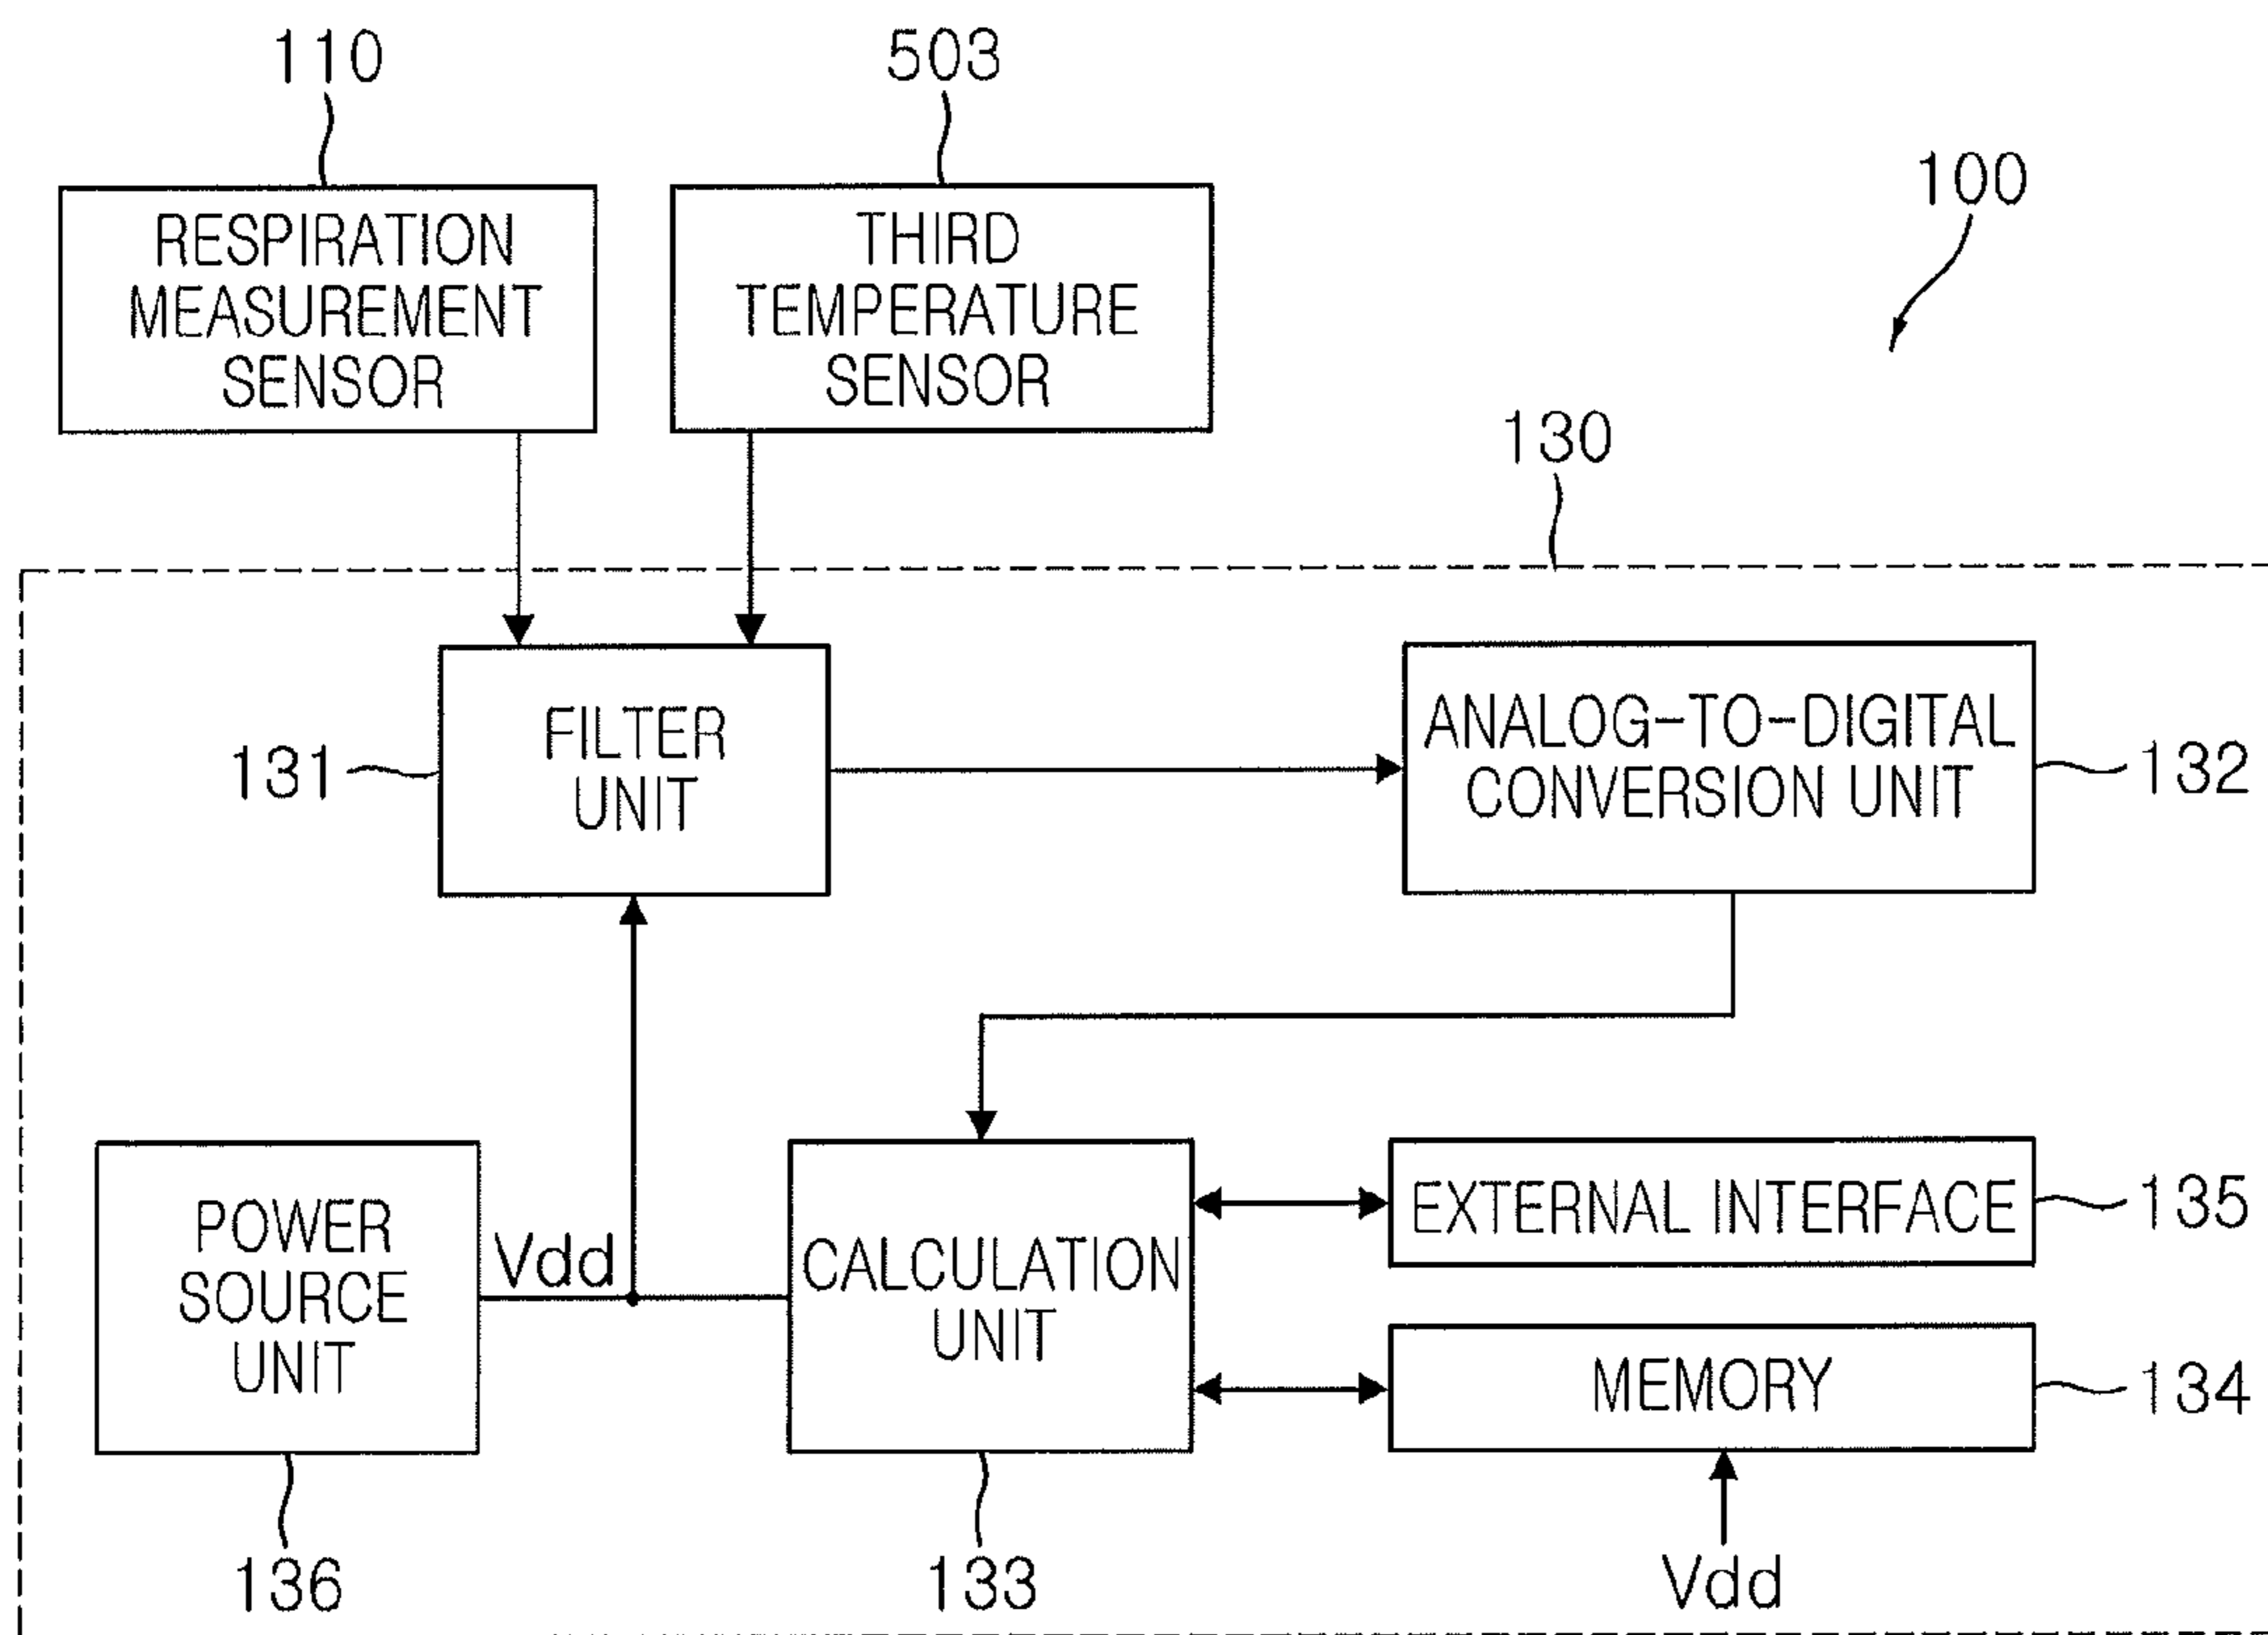 110
503
100
RESPIRATION
MEASUREMENT
SENSOR
THIRD
TEMPERATURE
SENSOR
130
131
FILTER
UNIT
ANALOG-TO-DIGITAL
CONVERSION UNIT
132
POWER
SOURCE
UNIT
Vdd
CALCULATION
UNIT
EXTERNAL INTERFACE
135
MEMORY
134
136
133
Vdd